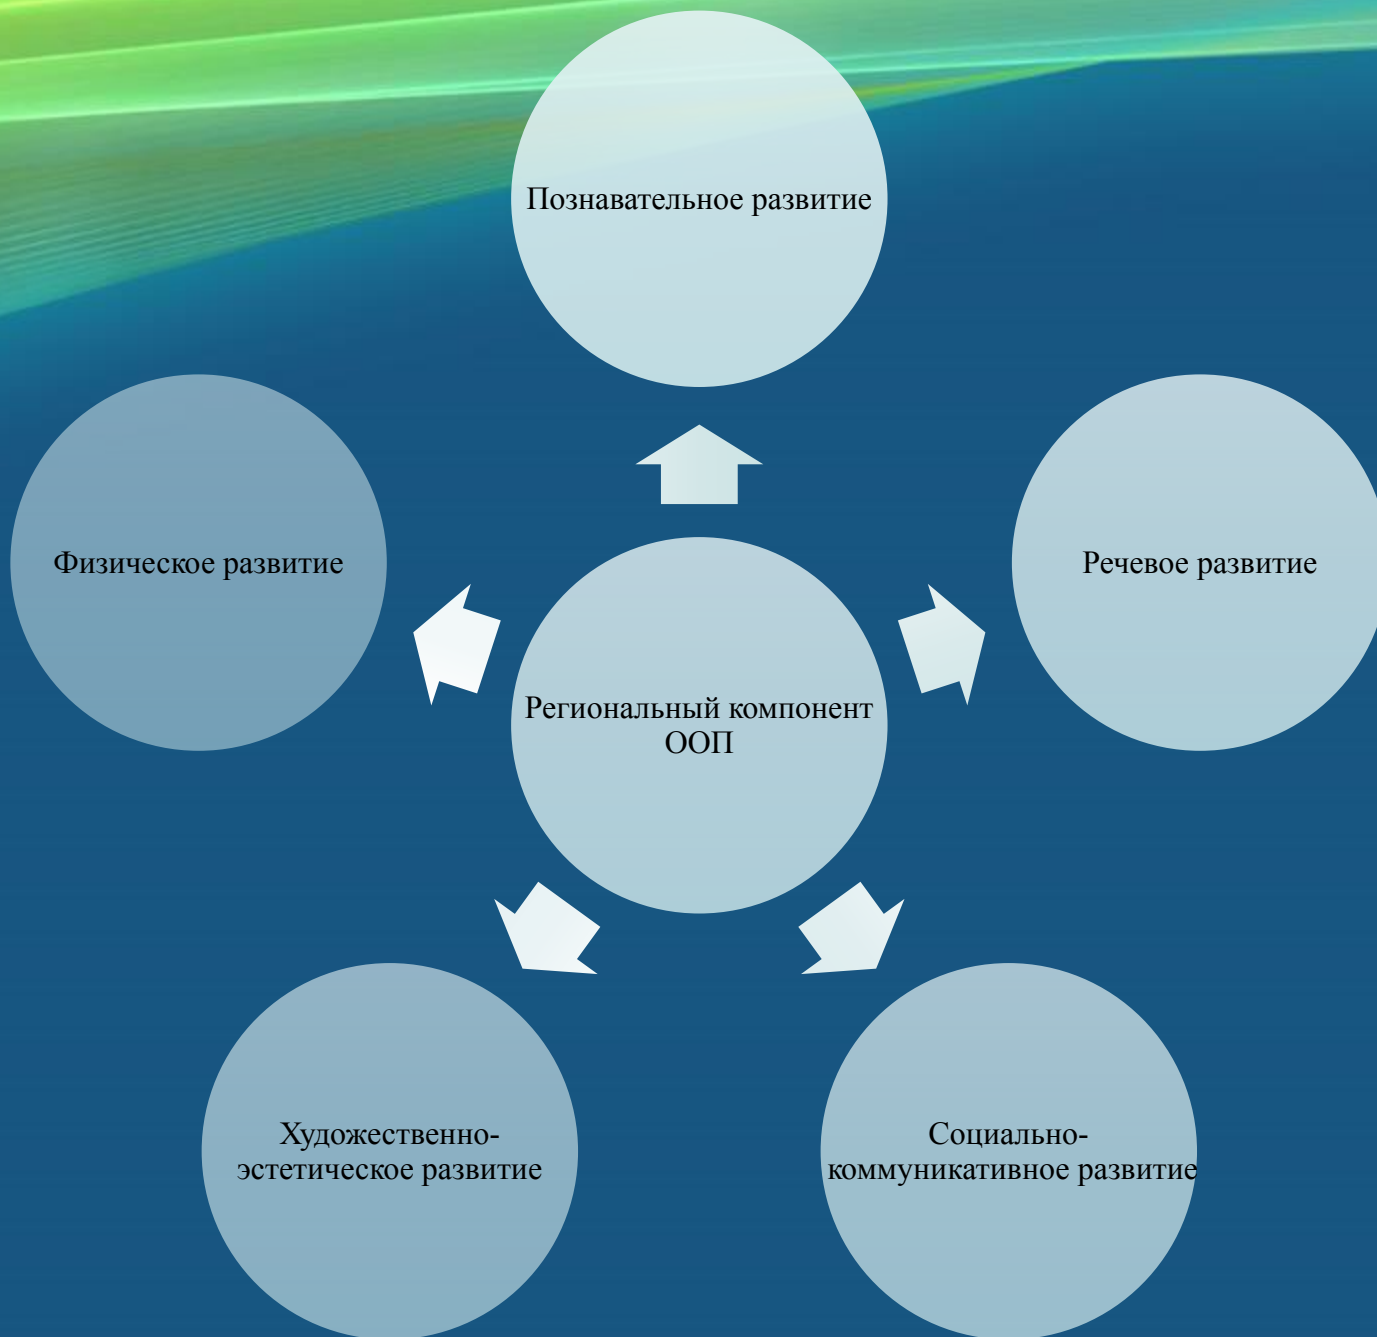 Познавательное развитие
Физическое развитие
Речевое развитие
Региональный компонент
ООП
Художественно-
эстетическое развитие
Социально-
коммуникативное развитие